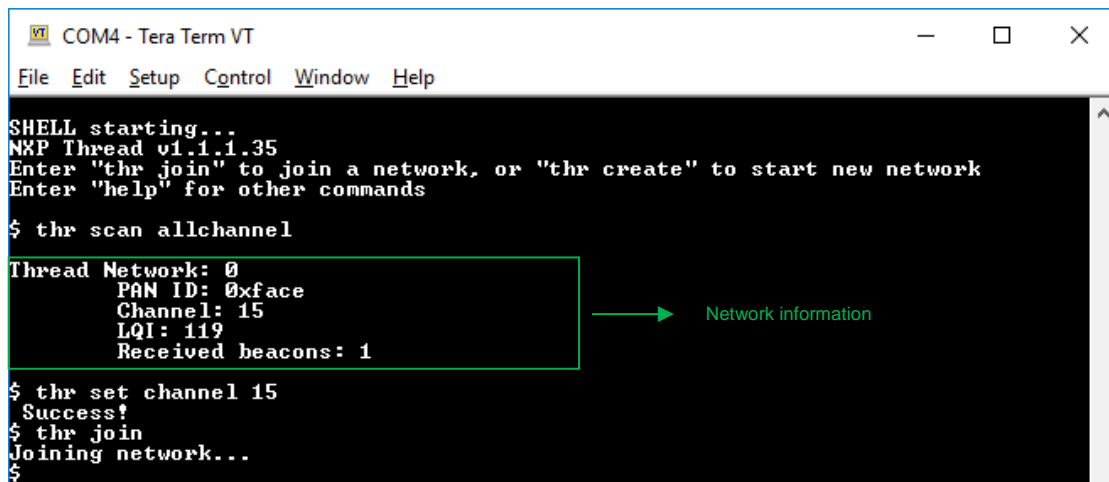 COM4 - Tera Term VT
File Edit Setup Control Window Help
SHELL starting...
NXP Thread v1.1.1.35
Enter "thr join" to join a network, or "thr create" to start new network
Enter "help" for other commands
$ thr scan allchannel
Thread Network: 0
PAN ID: 0xface
Channel: 15
LQI: 119
Received beacons: 1
Network information
$ thr set channel 15
Success!
$ thr join
Joining network...
$